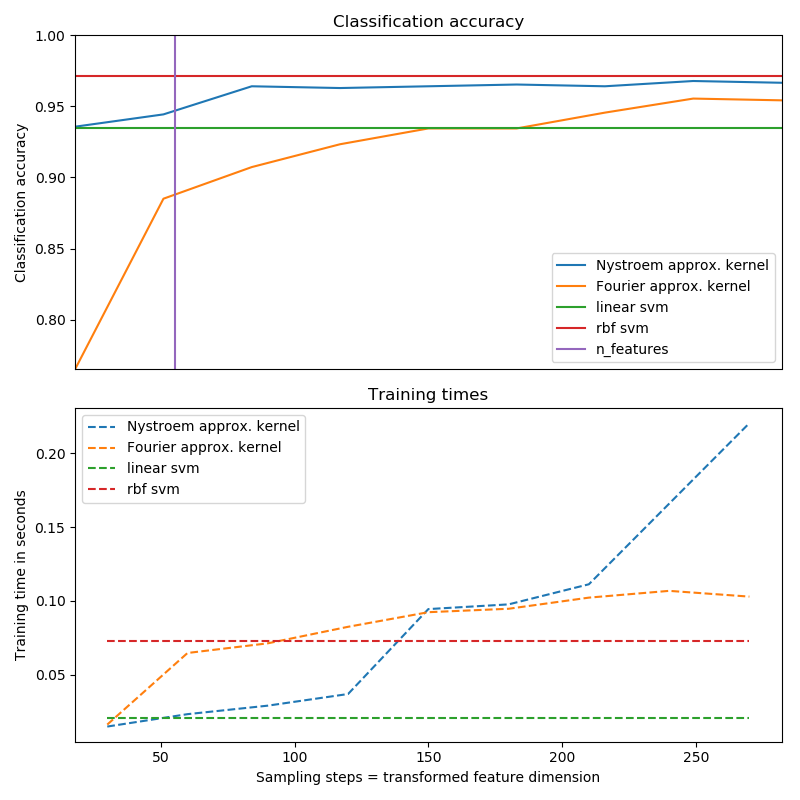 Classification accuracy
1.00
0.95
0.90
0.85
0.80
Classification accuracy
Nystroem approx. kernel
Fourier approx. kernel
linear svm
rbf svm
n_features
Training times
Nystroem approx. kernel
Fourier approx. kernel
linear svm
rbf svm
0.20
0.15
0.10
0.05
Training time in seconds
50
100
150
200
250
Sampling steps = transformed feature dimension